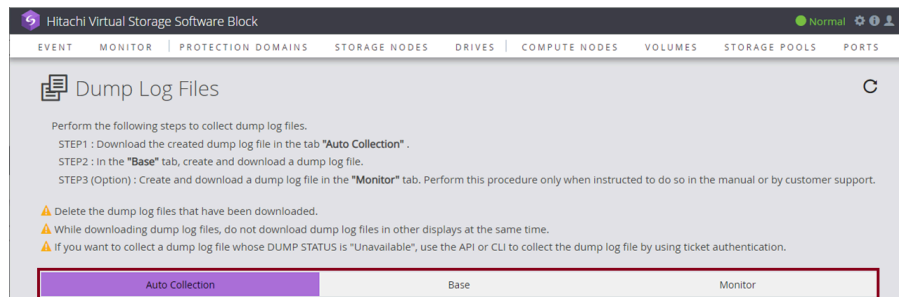 Hitachi Virtual Storage Software Block
Normal
EVENT MONITOR PROTECTION DOMAINS STORAGE NODES DRIVES COMPUTE NODES VOLUMES STORAGE POOLS PORTS
Dump Log Files
Perform the following steps to collect dump log files.
STEP1 : Download the created dump log file in the tab "Auto Collection" .
STEP2 : In the "Base" tab, create and download a dump log file.
STEP3 (Option) : Create and download a dump log file in the "Monitor" tab. Perform this procedure only when instructed to do so in the manual or by customer support.
Delete the dump log files that have been downloaded.
While downloading dump log files, do not download dump log files in other displays at the same time.
If you want to collect a dump log file whose DUMP STATUS is "Unavailable", use the API or CLI to collect the dump log file by using ticket authentication.
Auto Collection Base Monitor